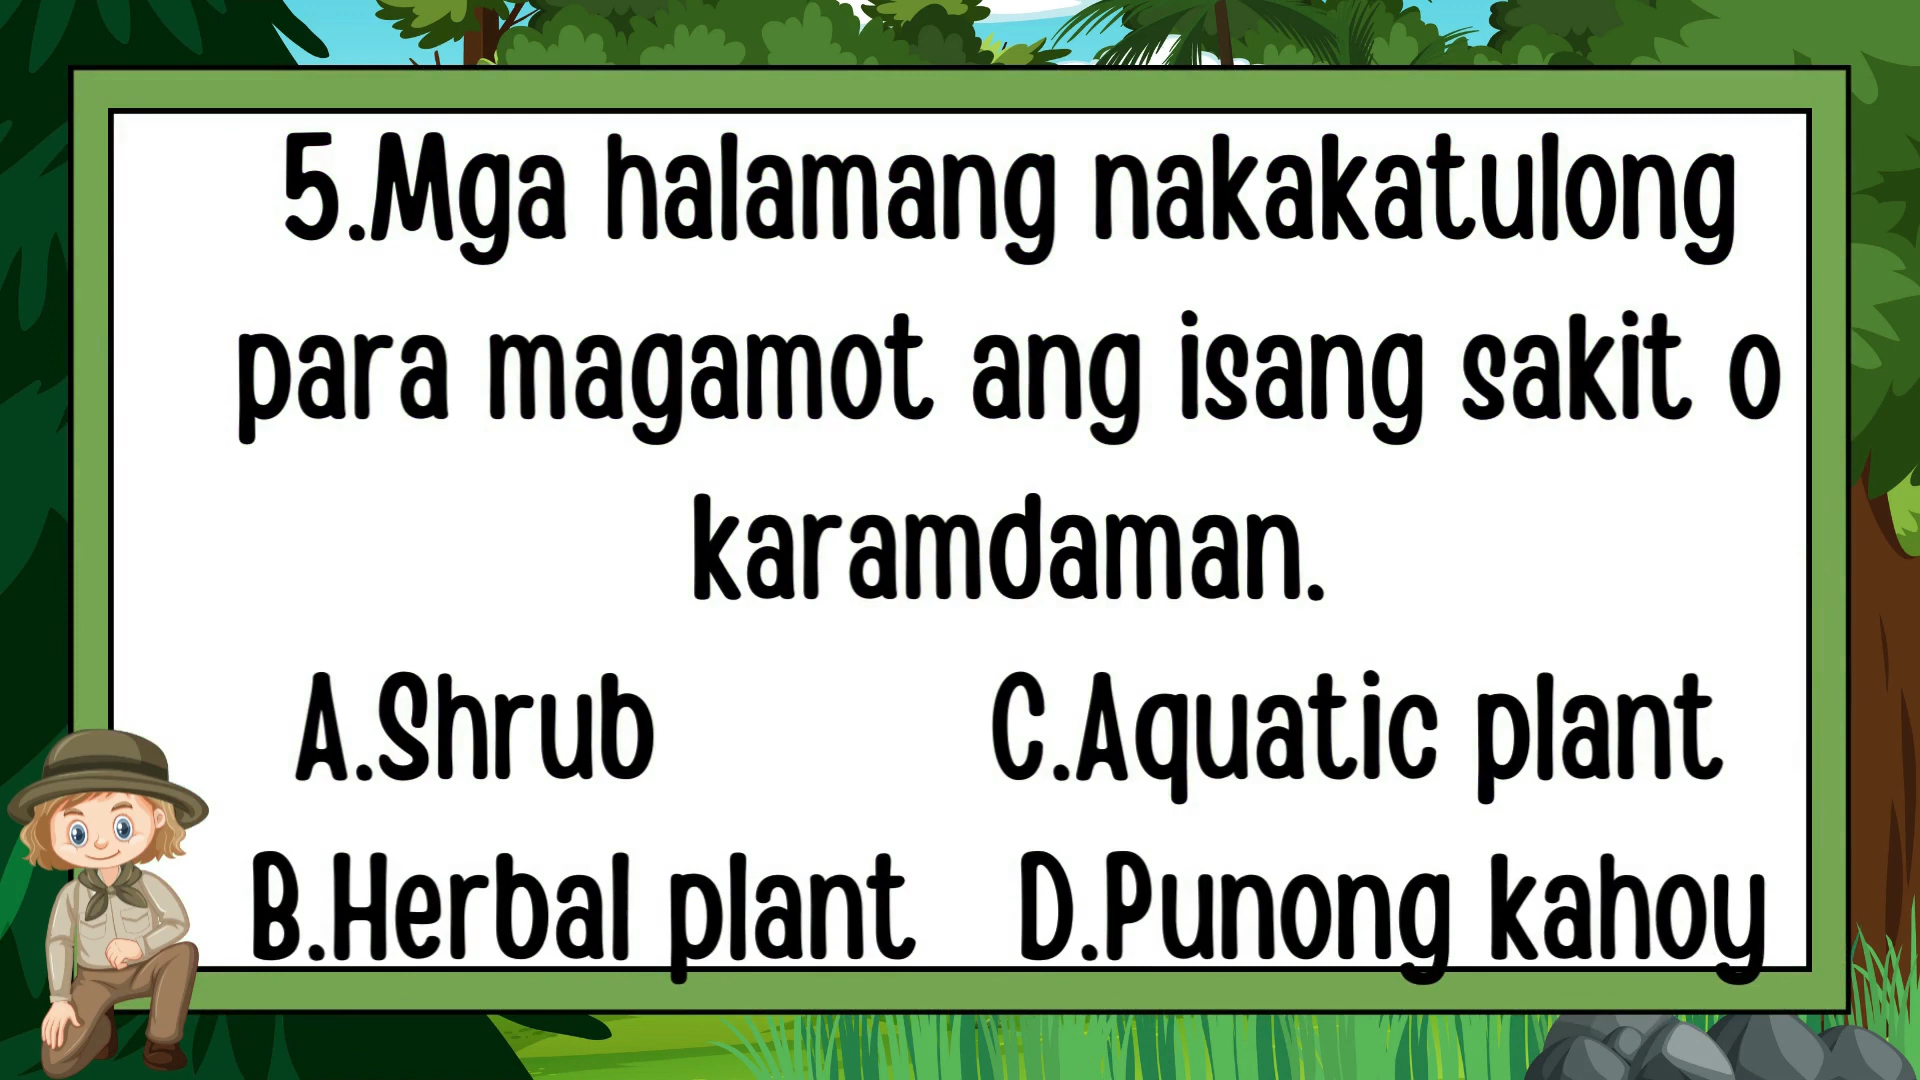 5.Mga halamang nakakatulong
para magamot ang isang sakit o
karamdaman.
A.Shrub C.Aquatic plant
B.Herbal plant D.Punong kahoy